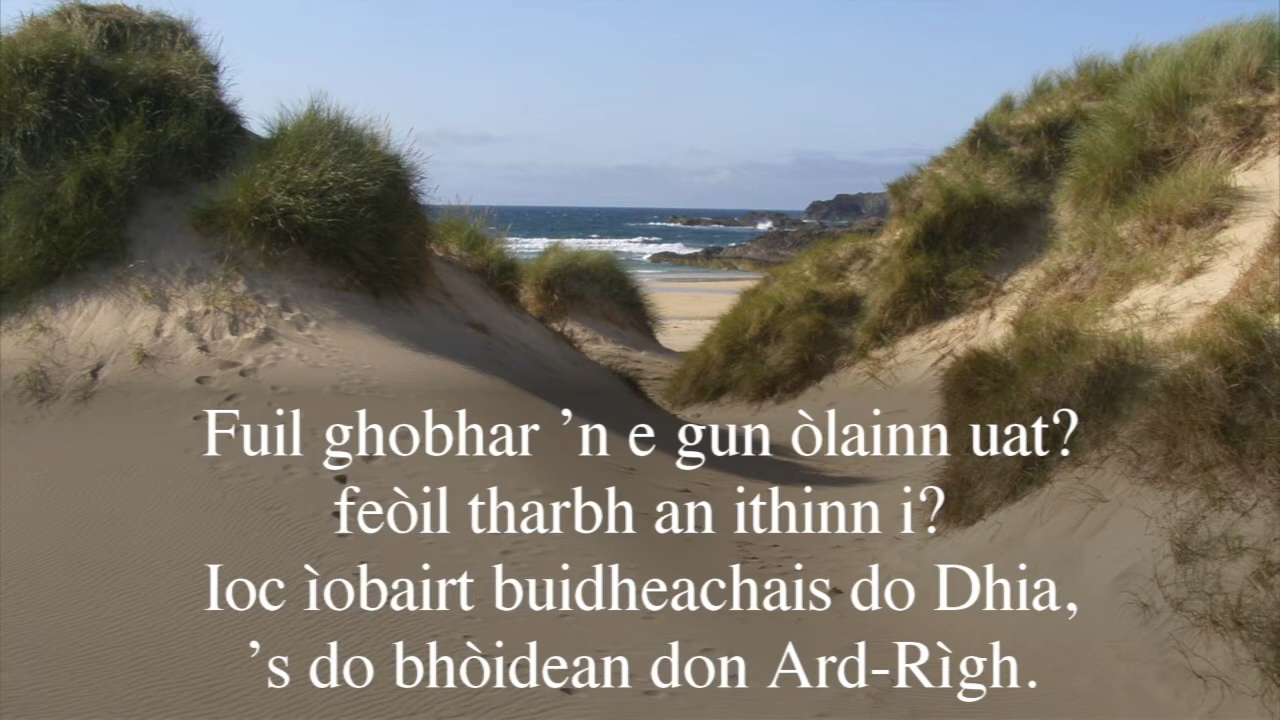 Fuil ghobhar ’n e gun òlainn uat?
feòil tharbh an ithinn i?
Ioc ìobairt buidheachais do Dhia,
’s do bhòidean don Ard-Rìgh.